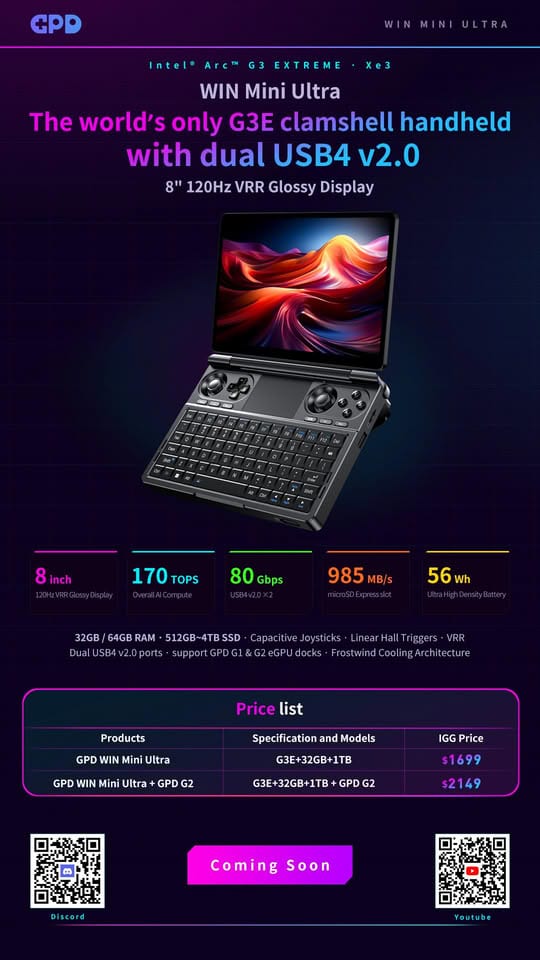 GPD
WIN MINI ULTRA
Intel® Arc™ G3 EXTREME · Xe3
WIN Mini Ultra
The world's only G3E clamshell handheld
with dual USB4 v2.0
8" 120Hz VRR Glossy Display
8 inch
120Hz VRR Glossy Display
170 TOPS
Overall AI Compute
80 Gbps
USB4 v2.0 ×2
985 MB/s
microSD Express slot
56 Wh
Ultra High Density Battery
32GB / 64GB RAM · 512GB~4TB SSD · Capacitive Joysticks · Linear Hall Triggers · VRR
Dual USB4 v2.0 ports · support GPD G1 & G2 eGPU docks · Frostwind Cooling Architecture
Price list
Products Specification and Models IGG Price
GPD WIN Mini Ultra G3E+32GB+1TB $1699
GPD WIN Mini Ultra + GPD G2 G3E+32GB+1TB + GPD G2 $2149
Coming Soon
Discord
Youtube